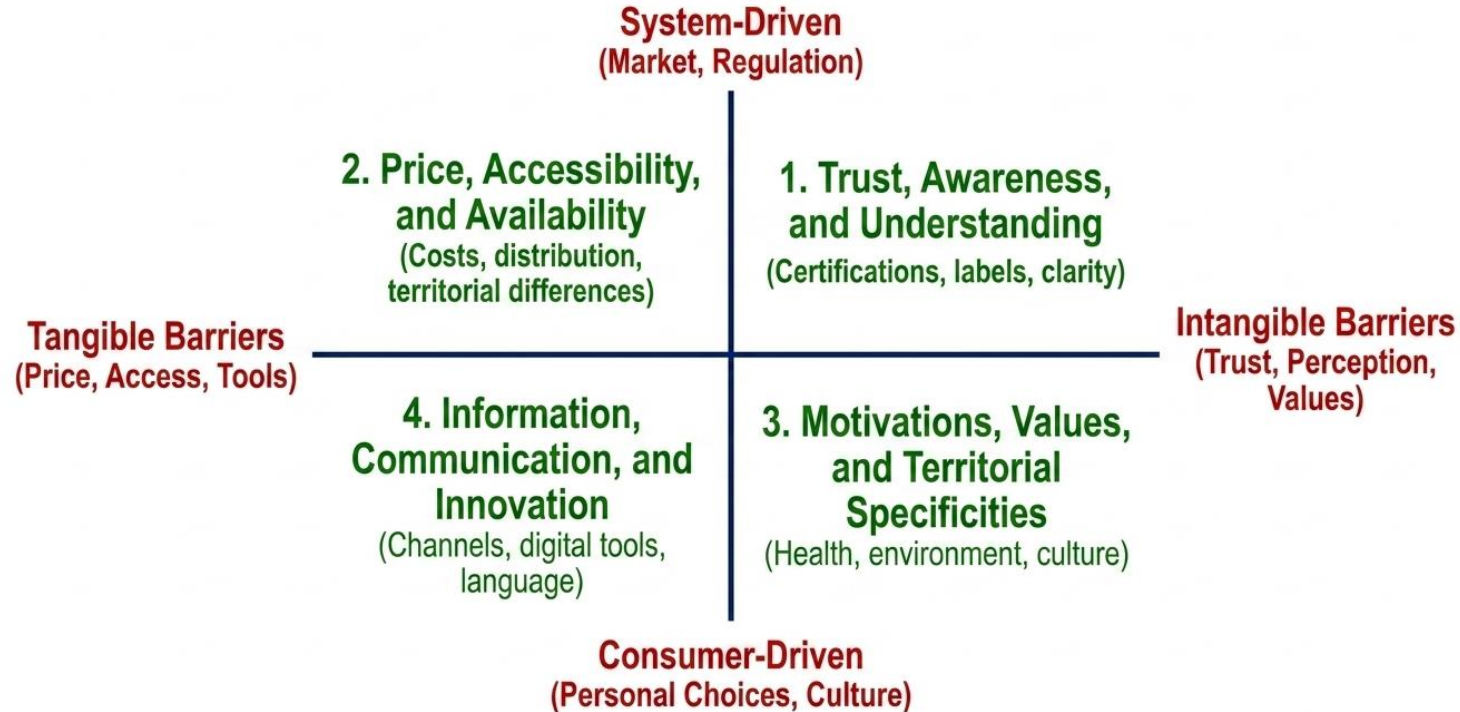 System-Driven
(Market, Regulation)
2. Price, Accessibility,
and Availability
(Costs, distribution,
territorial differences)
1. Trust, Awareness,
and Understanding
(Certifications, labels, clarity)
Tangible Barriers
(Price, Access, Tools)
Intangible Barriers
(Trust, Perception,
Values)
4. Information,
Communication, and
Innovation
(Channels, digital tools,
language)
3. Motivations, Values,
and Territorial
Specificities
(Health, environment, culture)
Consumer-Driven
(Personal Choices, Culture)